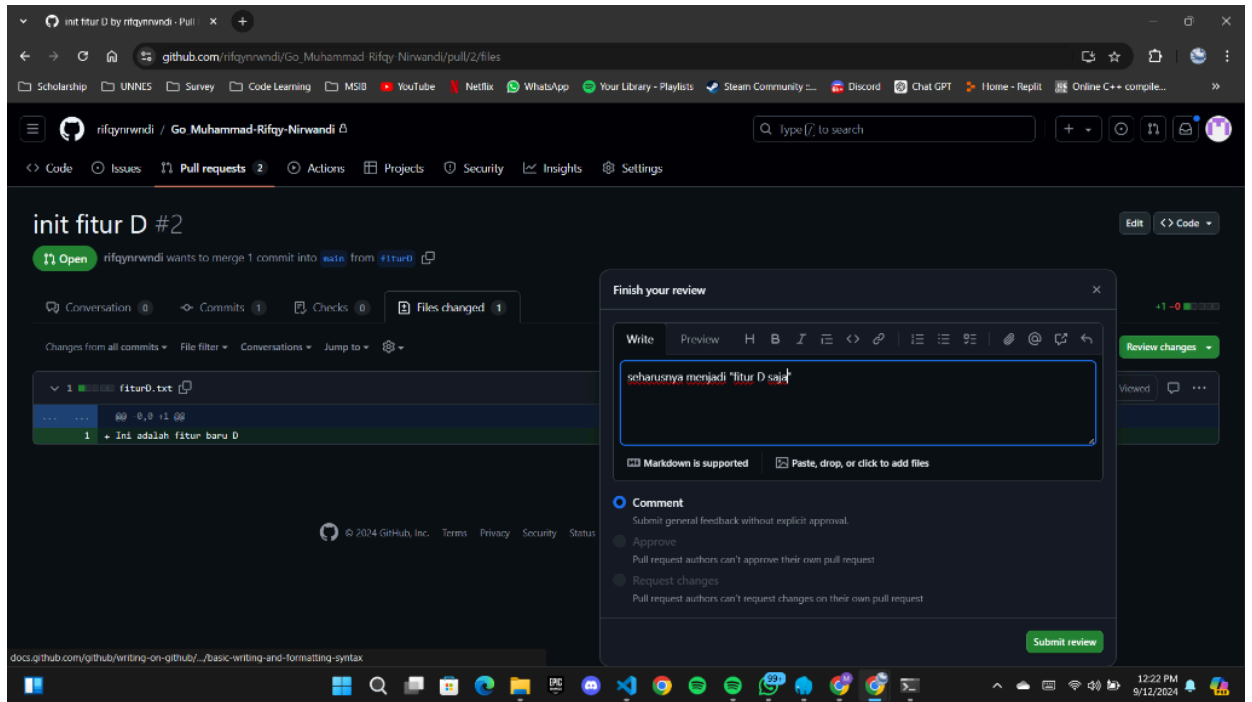 init fitur D by rifqynrwndi · Pull
github.com/rifqynrwndi/Go_Muhammad-Rifqy-Nirwandi/pull/2/files
Scholarship UNNES Survey Code Learning MSIB YouTube Netflix WhatsApp Your Library - Playlists Steam Community ::... Discord Chat GPT Home - Replit Online C++ compile... »
rifqynrwndi / Go_Muhammad-Rifqy-Nirwandi Type / to search
Code Issues Pull requests 2 Actions Projects Security Insights Settings
init fitur D #2
Edit <> Code
Open rifqynrwndi wants to merge 1 commit into main from fiturD
Conversation 0 Commits 1 Checks 0 Files changed 1
+1 −0
Changes from all commits File filter Conversations Jump to
Review changes
1 fiturD.txt
Viewed
... ... @@ -0,0 +1 @@
1 + Ini adalah fitur baru D
Finish your review
Write Preview
seharusnya menjadi "fitur D saja"
Markdown is supported Paste, drop, or click to add files
Comment
Submit general feedback without explicit approval.
Approve
Pull request authors can't approve their own pull request
Request changes
Pull request authors can't request changes on their own pull request
Submit review
© 2024 GitHub, Inc. Terms Privacy Security Status
docs.github.com/github/writing-on-github/.../basic-writing-and-formatting-syntax
99+
12:22 PM
9/12/2024